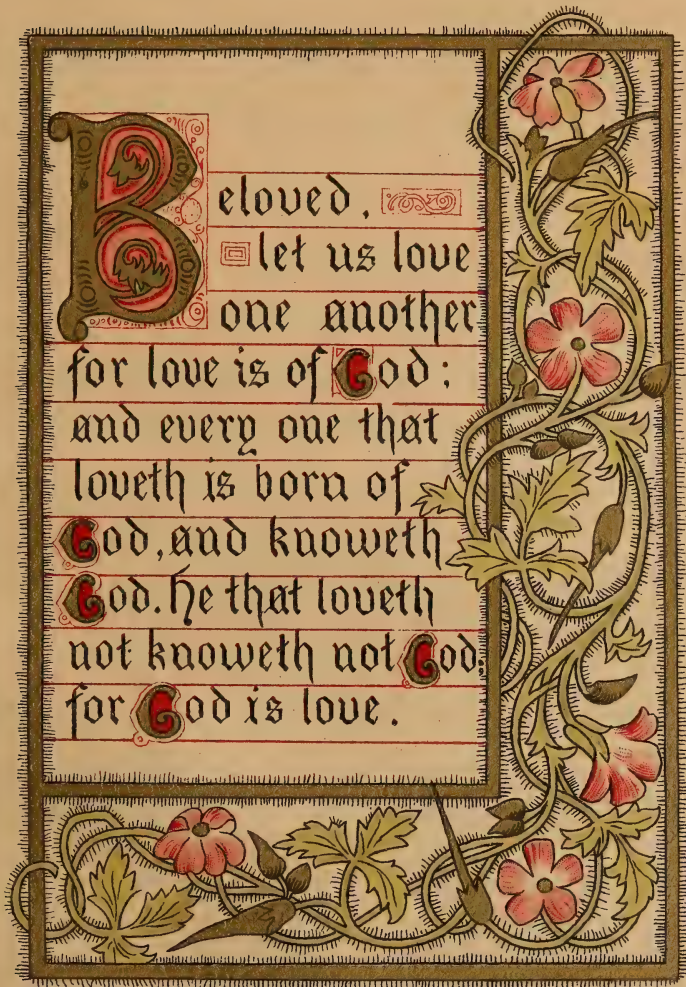 Beloved,
let us love
one another
for love is of God:
and every one that
loveth is born of
God, and knoweth
God. He that loveth
not knoweth not God;
for God is love.